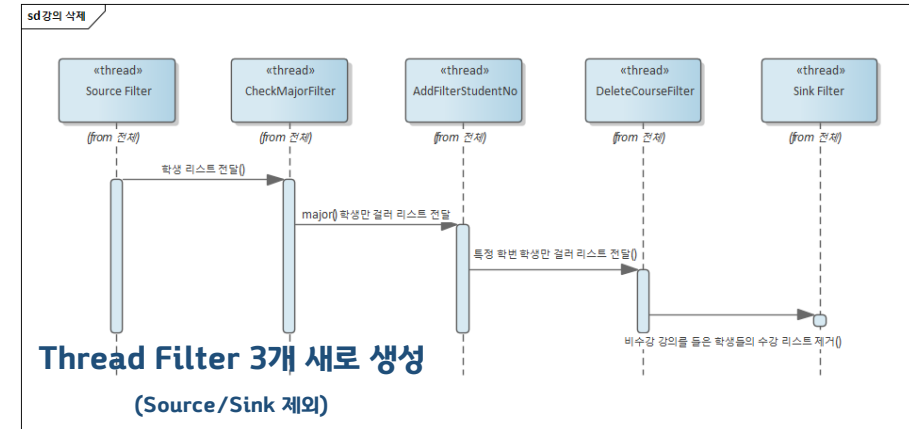 sd 강의 삭제
«thread»
Source Filter
(from 전체)
«thread»
CheckMajorFilter
(from 전체)
«thread»
AddFilterStudentNo
(from 전체)
«thread»
DeleteCourseFilter
(from 전체)
«thread»
Sink Filter
(from 전체)
학생 리스트 전달()
major() 학생만 걸러 리스트 전달
특정 학번 학생만 걸러 리스트 전달()
비수강 강의를 들은 학생들의 수강 리스트 제거()
Thread Filter 3개 새로 생성
(Source/Sink 제외)